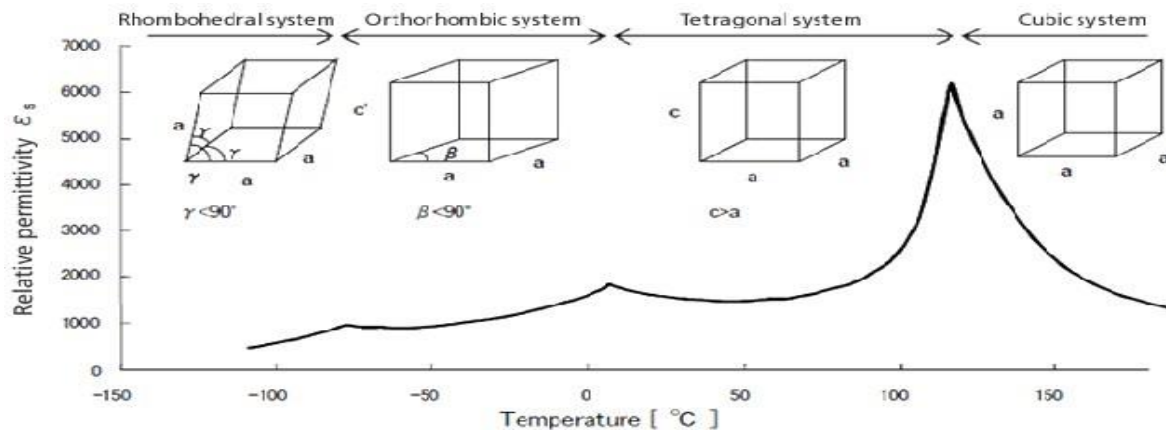 Rhombohedral system Orthorhombic system Tetragonal system Cubic system
7000
6000
5000
4000
3000
2000
1000
0
Relative permittivity ε s
a γ γ γ a a
γ<90°
c' β a a
β<90°
c a a
c>a
a a a
-150 -100 -50 0 50 100 150
Temperature [ °C ]